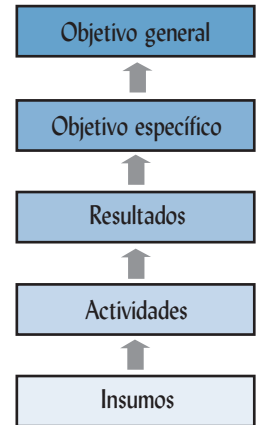 Objetivo general
Objetivo específico
Resultados
Actividades
Insumos